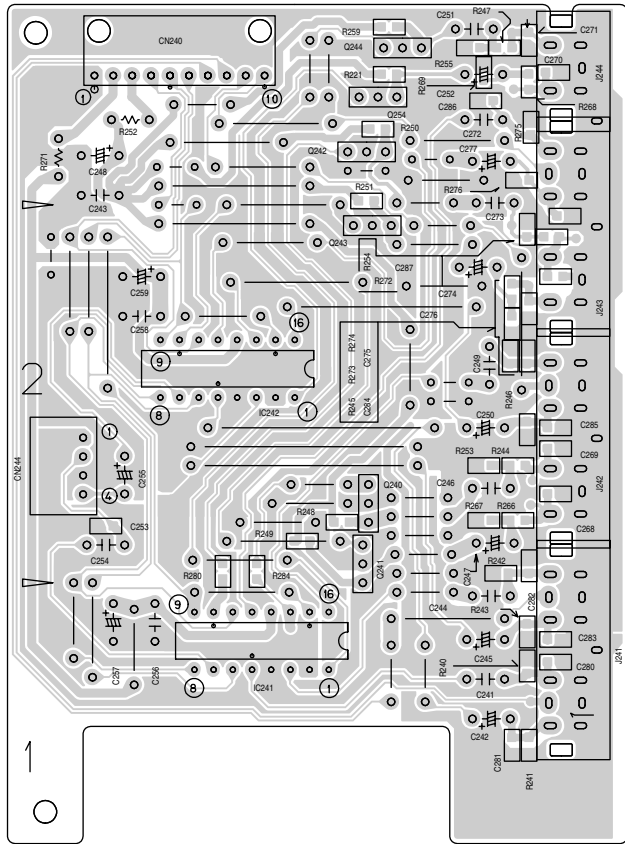 R259
C251
R247
C271
CN240
Q244
R255
C270
J244
R221
R269
C252
R268
1
10
C286
Q254
R252
R250
C272
R275
R271
Q242
C277
C248
R276
C243
R251
C273
Q243
R254
C287
C259
R272
C274
J243
C258
C276
16
R274
C275
9
C249
2
R273
8
IC242
1
R245
C284
R246
C250
C285
1
CN244
R253
R244
C269
C255
Q240
C246
J242
4
R248
R267
R266
C253
R249
C268
C254
Q241
R242
R280
R284
C247
16
9
C244
R243
C282
C283
C257
C256
R240
C245
C280
J241
8
IC241
1
C241
1
C242
1
C281
R241